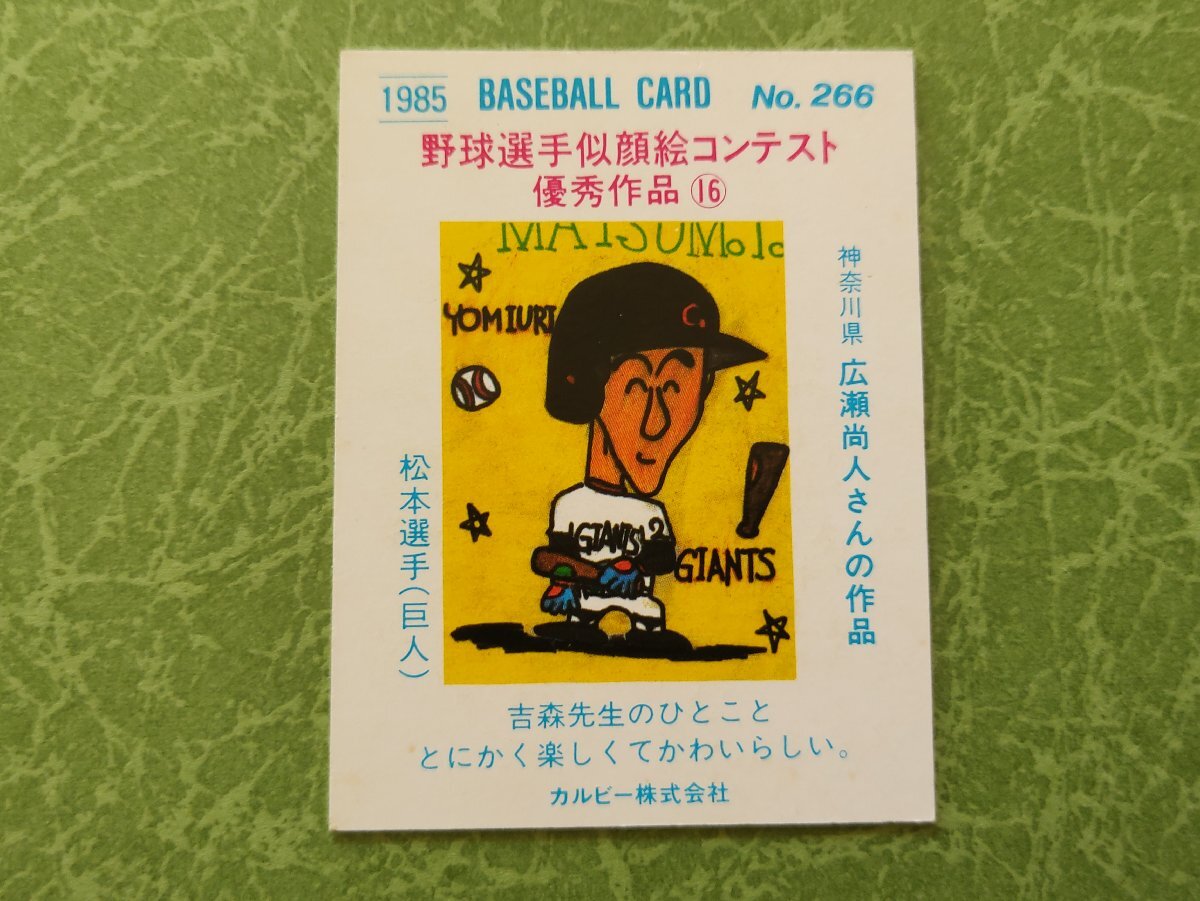 1985 BASEBALL CARD No. 266
野球選手似顔絵コンテスト
優秀作品⑯
神奈川県 広瀬尚人さんの作品
MATSUMoTo
YOMIURI
C.
GIANTS 2
GIANTS
松本選手(巨人)
吉森先生のひとこと
とにかく楽しくてかわいらしい。
カルビー株式会社